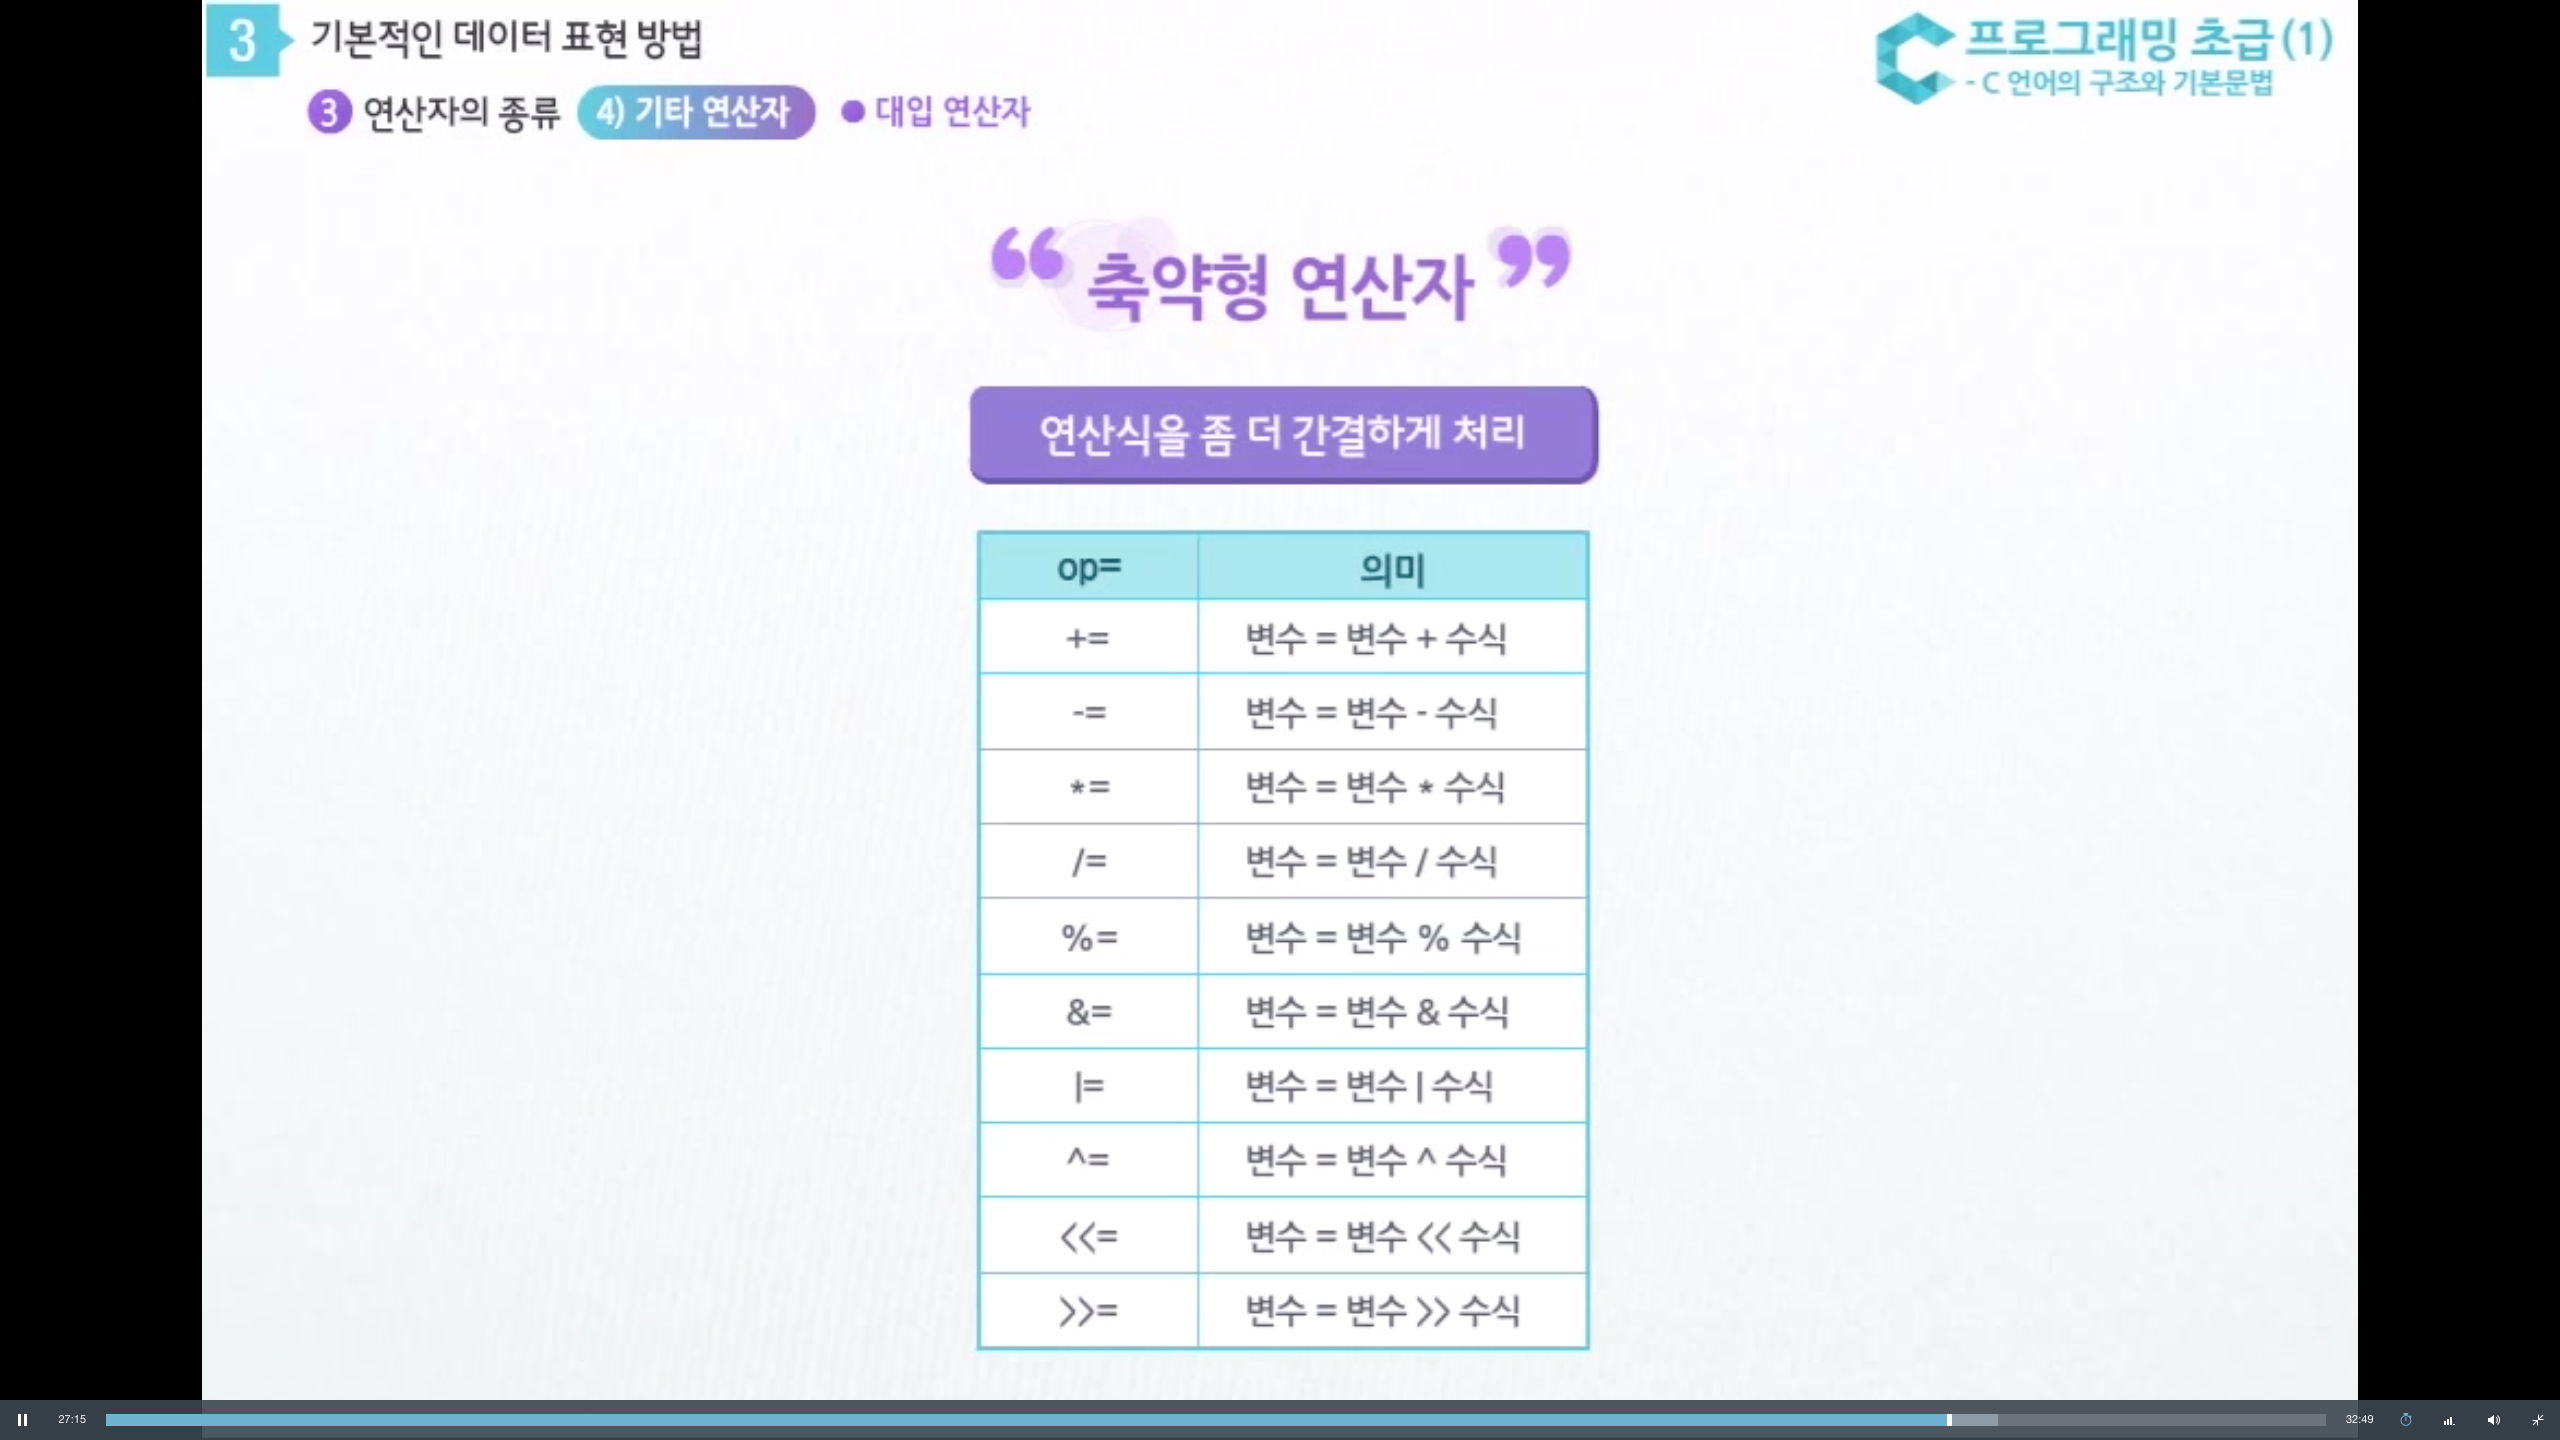 3 기본적인 데이터 표현 방법
프로그래밍 초급(1)
- C 언어의 구조와 기본문법
3 연산자의 종류 4) 기타 연산자 ● 대입 연산자
“ 축약형 연산자 ”
연산식을 좀 더 간결하게 처리
op= 의미
+= 변수 = 변수 + 수식
-= 변수 = 변수 - 수식
*= 변수 = 변수 * 수식
/= 변수 = 변수 / 수식
%= 변수 = 변수 % 수식
&= 변수 = 변수 & 수식
|= 변수 = 변수 | 수식
^= 변수 = 변수 ^ 수식
<<= 변수 = 변수 << 수식
>>= 변수 = 변수 >> 수식
27:15 32:49